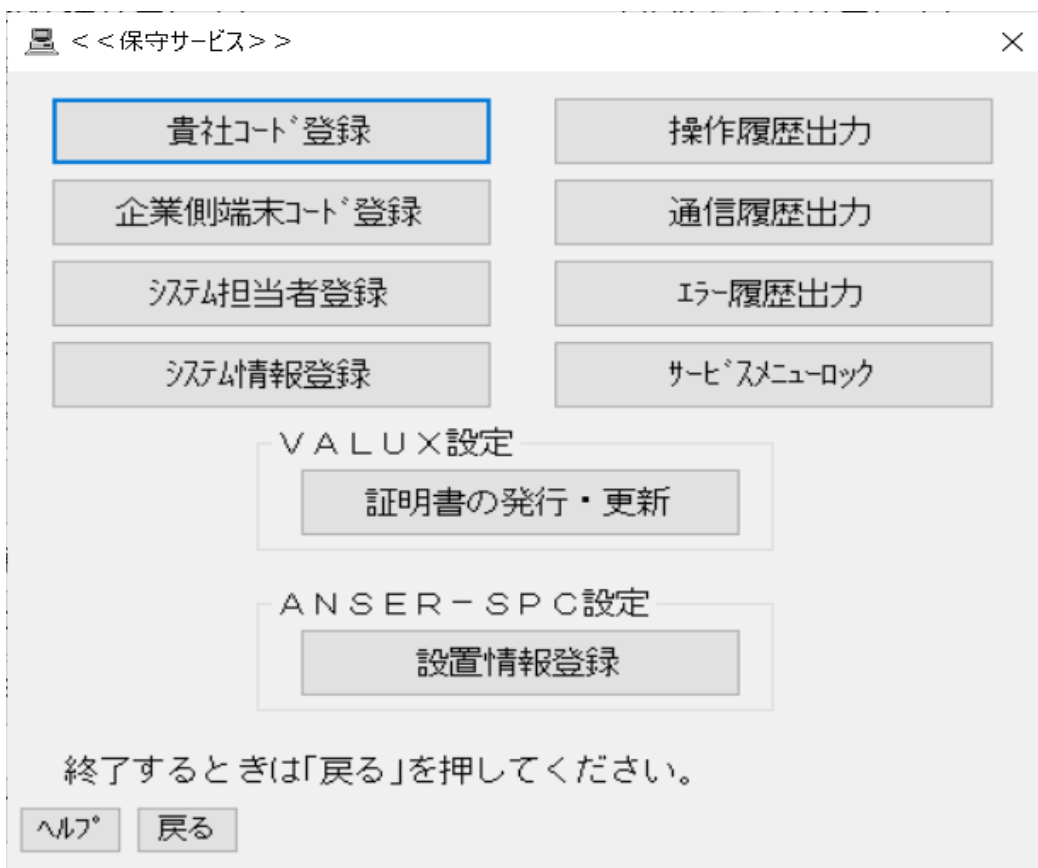 <<保守サービス>>
貴社ｺｰﾄﾞ登録
操作履歴出力
企業側端末ｺｰﾄﾞ登録
通信履歴出力
ｼｽﾃﾑ担当者登録
ｴﾗｰ履歴出力
ｼｽﾃﾑ情報登録
ｻｰﾋﾞｽﾒﾆｭｰﾛｯｸ
ＶＡＬＵＸ設定
証明書の発行・更新
ＡＮＳＥＲ－ＳＰＣ設定
設置情報登録
終了するときは｢戻る｣を押してください。
ﾍﾙﾌﾟ
戻る